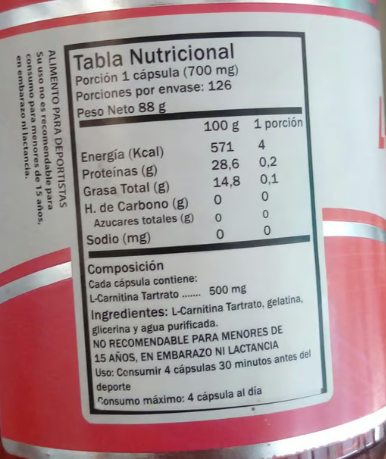 ALIMENTO PARA DEPORTISTAS
Su uso no es recomendable para
consumo para menores de 15 años,
en embarazo ni lactancia.
Tabla Nutricional
Porción 1 cápsula (700 mg)
Porciones por envase: 126
Peso Neto 88 g
100 g 1 porción
Energía (Kcal) 571 4
Proteínas (g) 28,6 0,2
Grasa Total (g) 14,8 0,1
H. de Carbono (g) 0 0
Azucares totales (g) 0 0
Sodio (mg) 0 0
Composición
Cada cápsula contiene:
L-Carnitina Tartrato ....... 500 mg
Ingredientes: L-Carnitina Tartrato, gelatina,
glicerina y agua purificada.
NO RECOMENDABLE PARA MENORES DE
15 AÑOS, EN EMBARAZO NI LACTANCIA
Uso: Consumir 4 cápsulas 30 minutos antes del
deporte
Consumo máximo: 4 cápsula al día